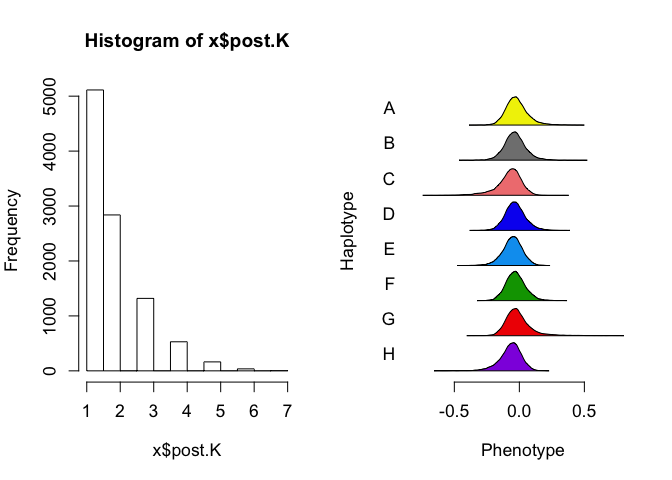 Histogram of x$post.K
Frequency
0
1000
2000
3000
4000
5000
1 2 3 4 5 6 7
x$post.K
Haplotype
A
B
C
D
E
F
G
H
-0.5 0.0 0.5
Phenotype